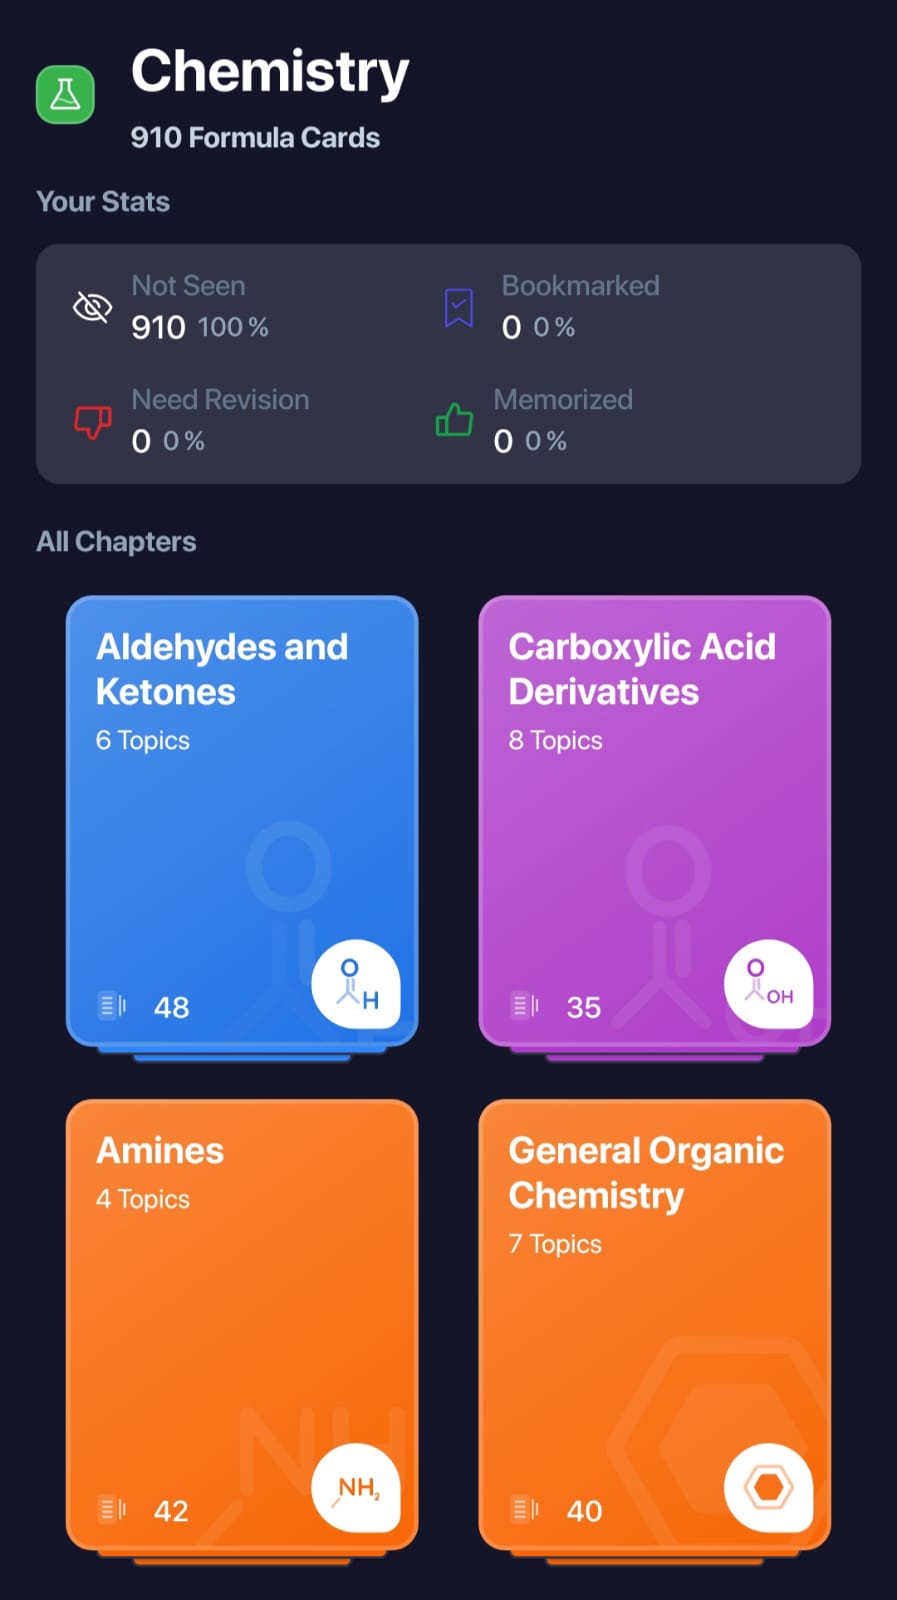 Chemistry
910 Formula Cards
Your Stats
Not Seen
910 100 %
Bookmarked
0 0 %
Need Revision
0 0 %
Memorized
0 0 %
All Chapters
Aldehydes and
Ketones
6 Topics
O
H
48
Carboxylic Acid
Derivatives
8 Topics
O
OH
35
Amines
4 Topics
NH₂
42
General Organic
Chemistry
7 Topics
40